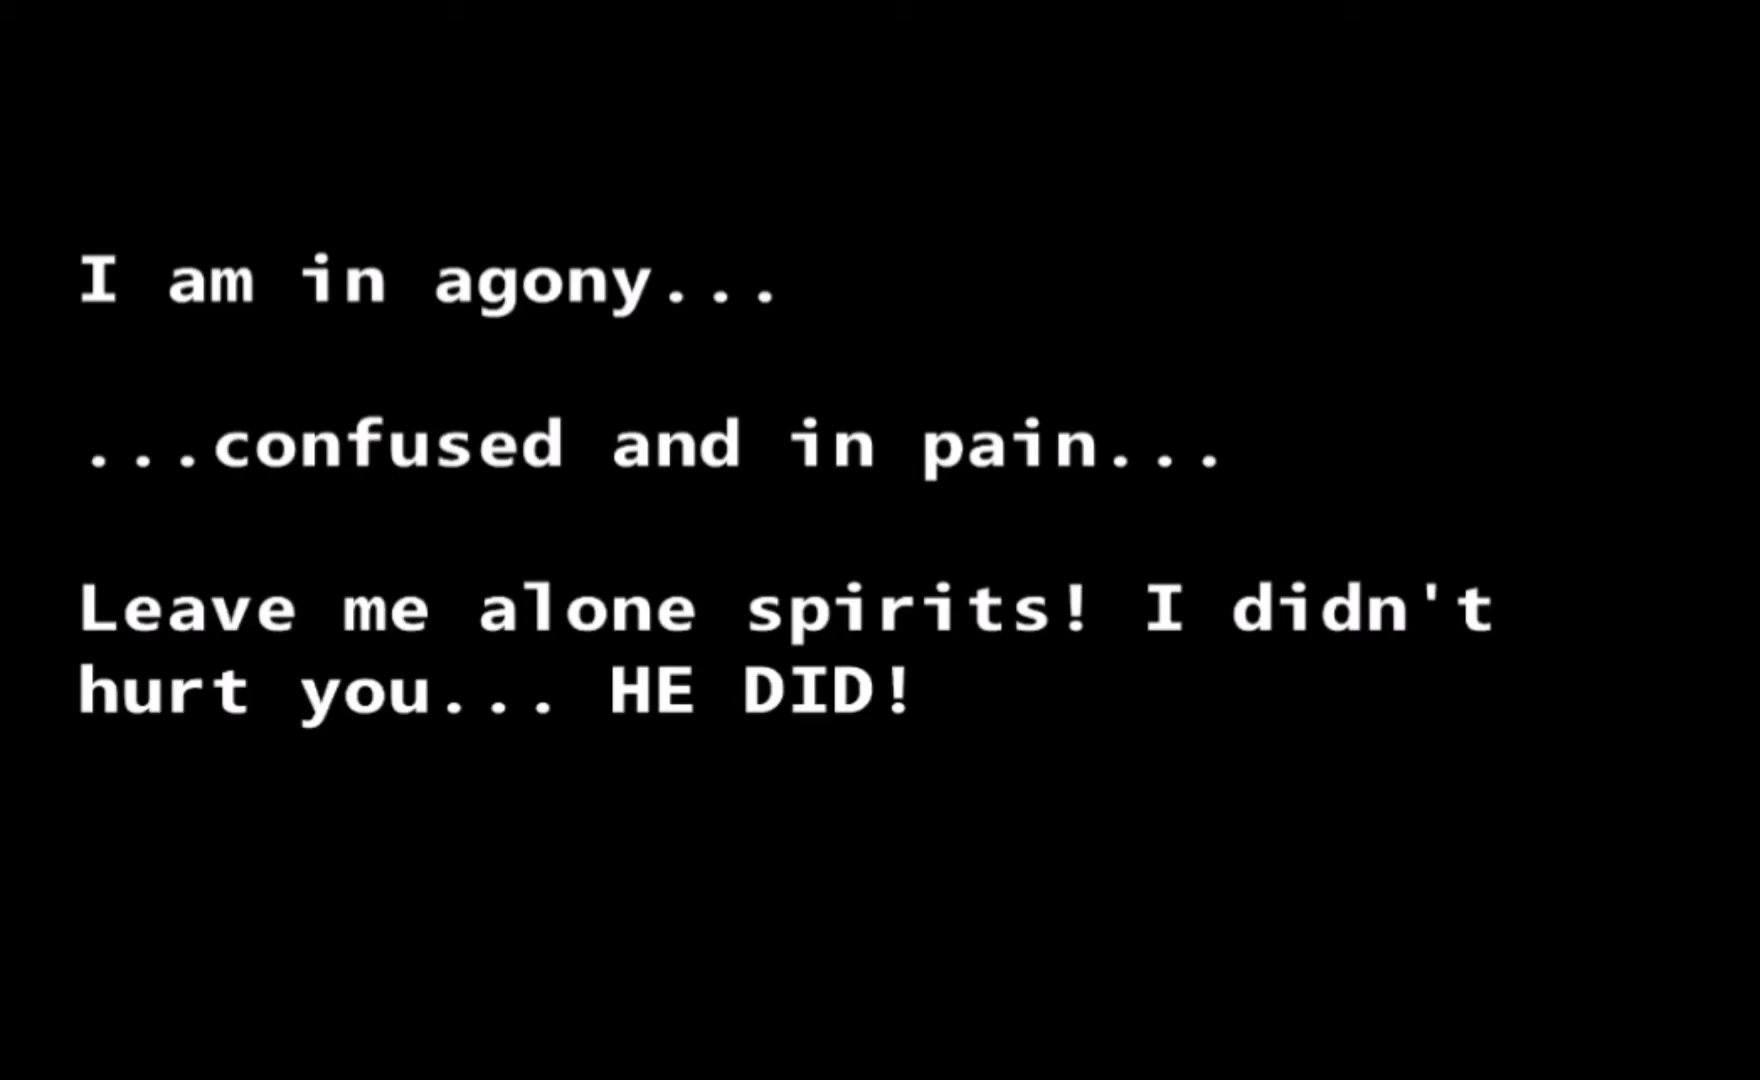 I am in agony...
...confused and in pain...
Leave me alone spirits! I didn't
hurt you... HE DID!